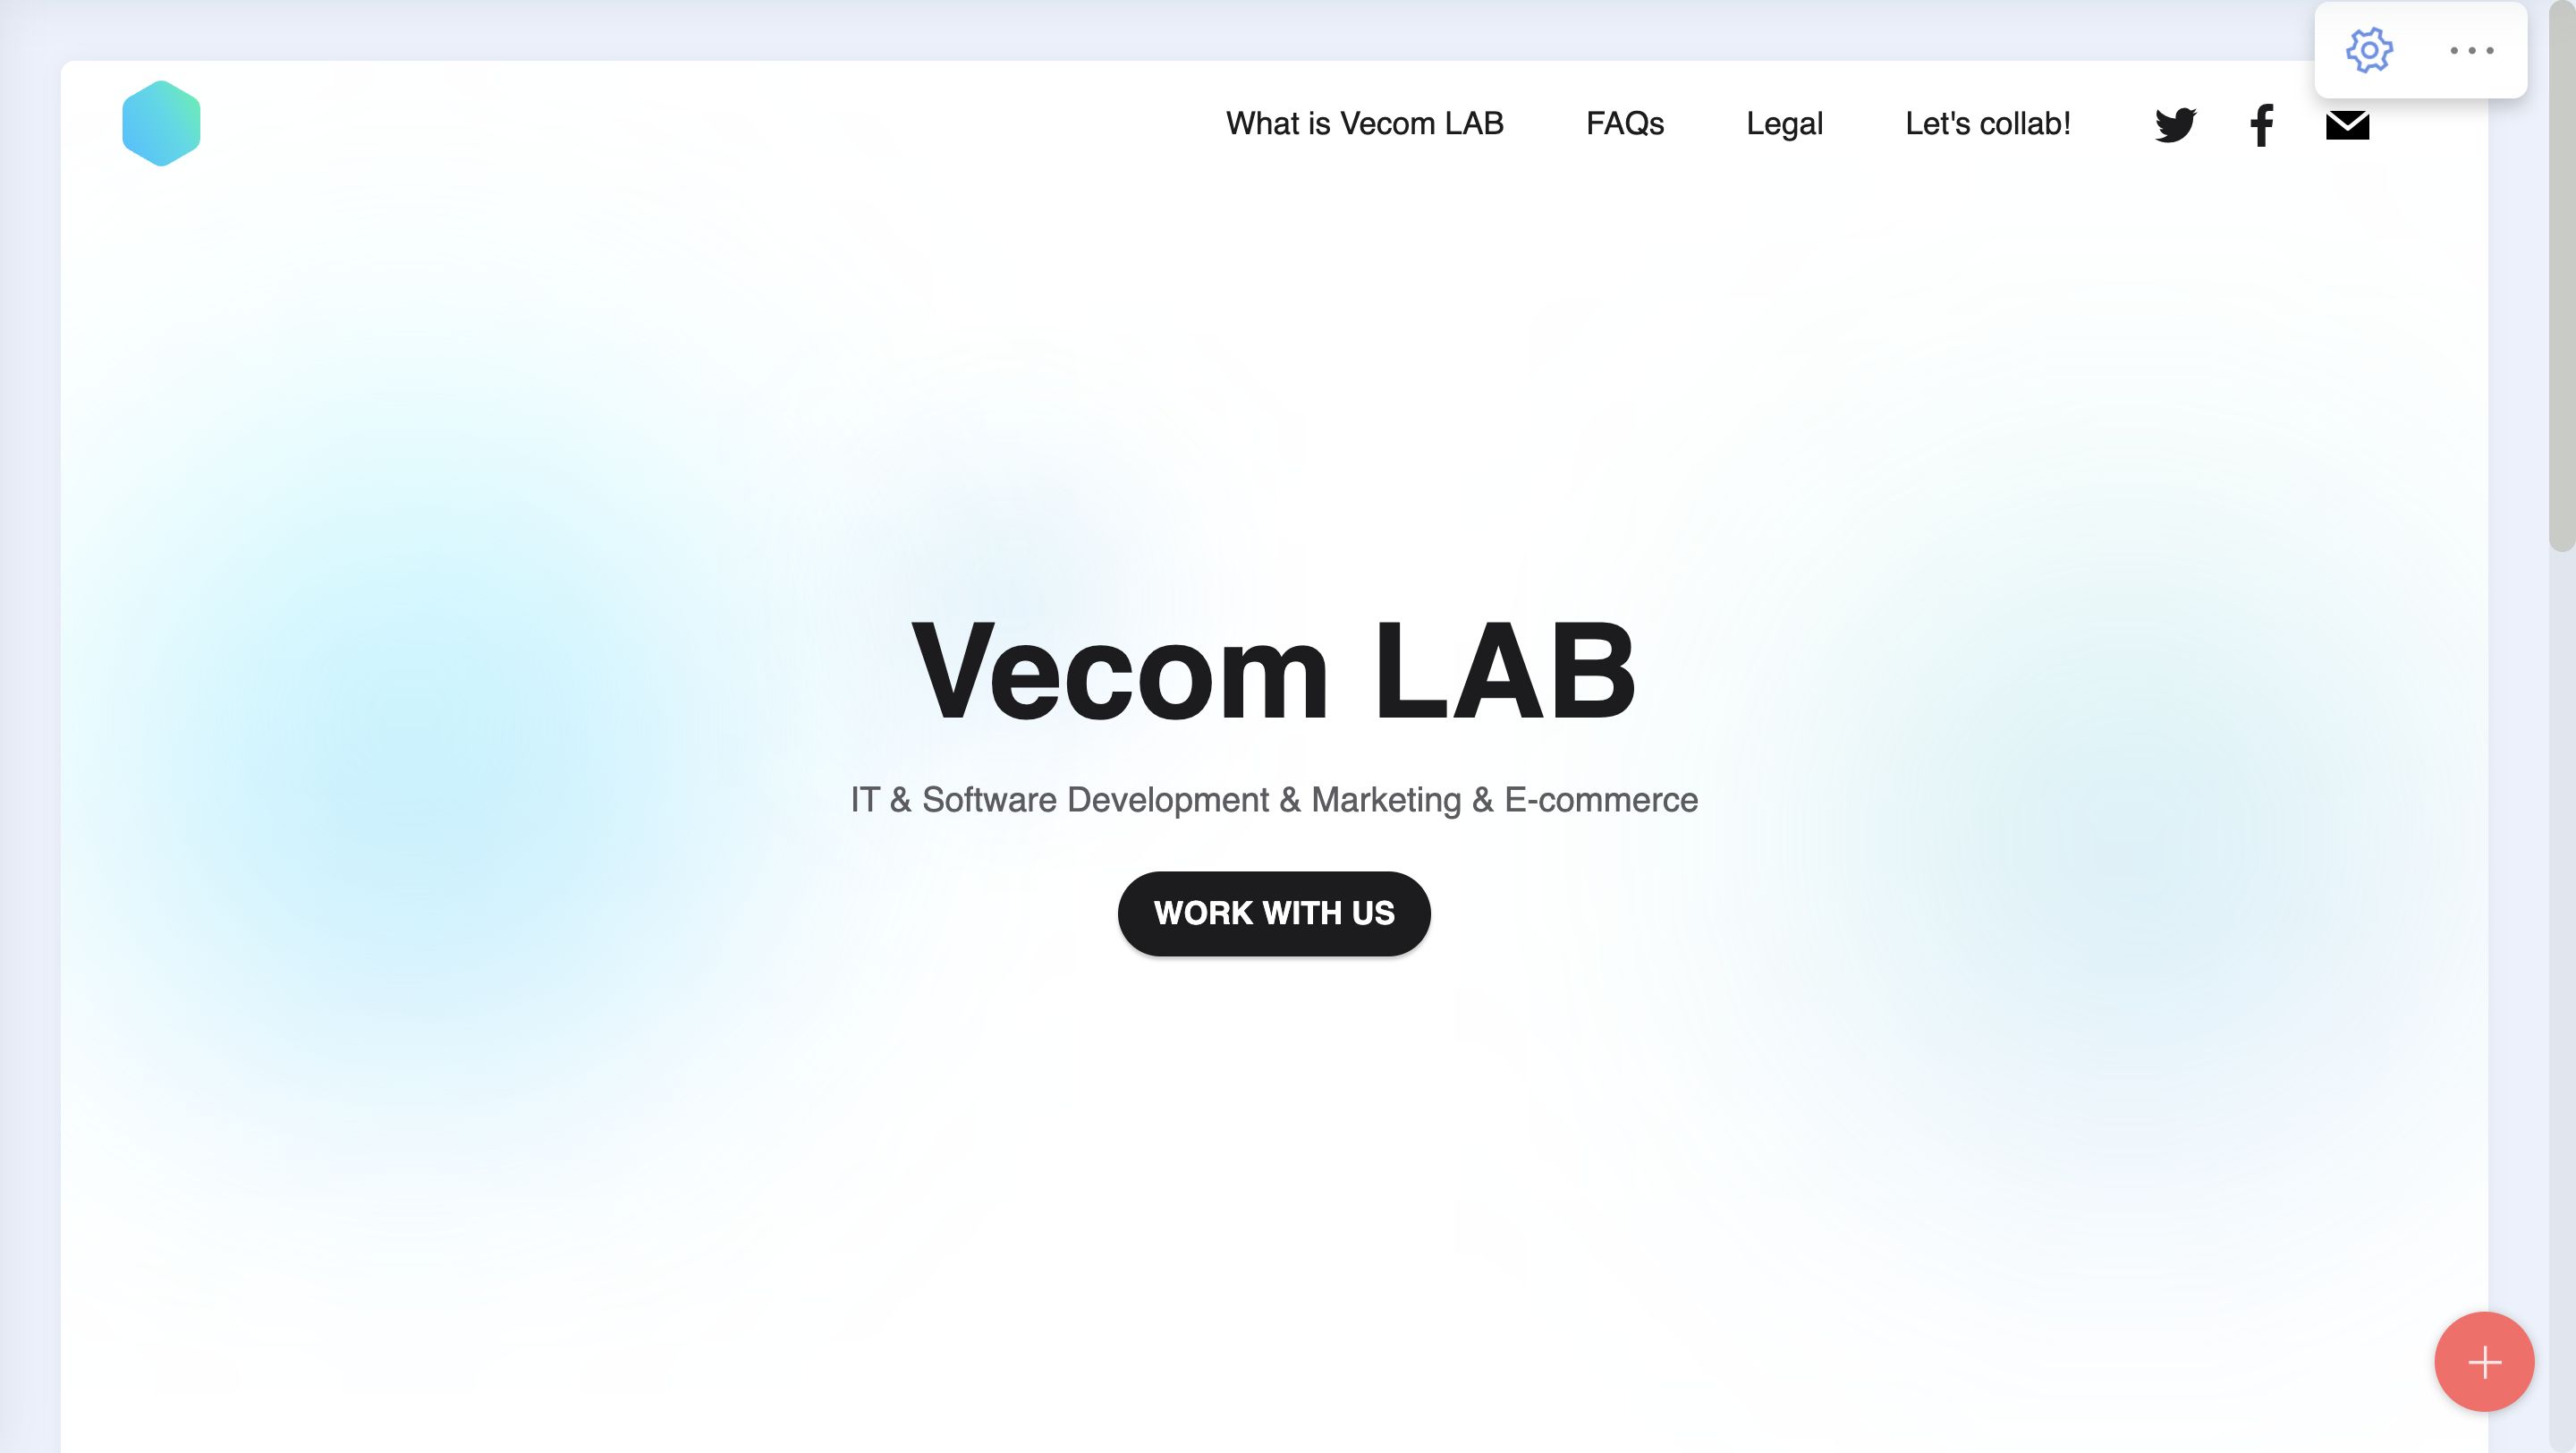 What is Vecom LAB
FAQs
Legal
Let's collab!
Vecom LAB
IT & Software Development & Marketing & E-commerce
WORK WITH US